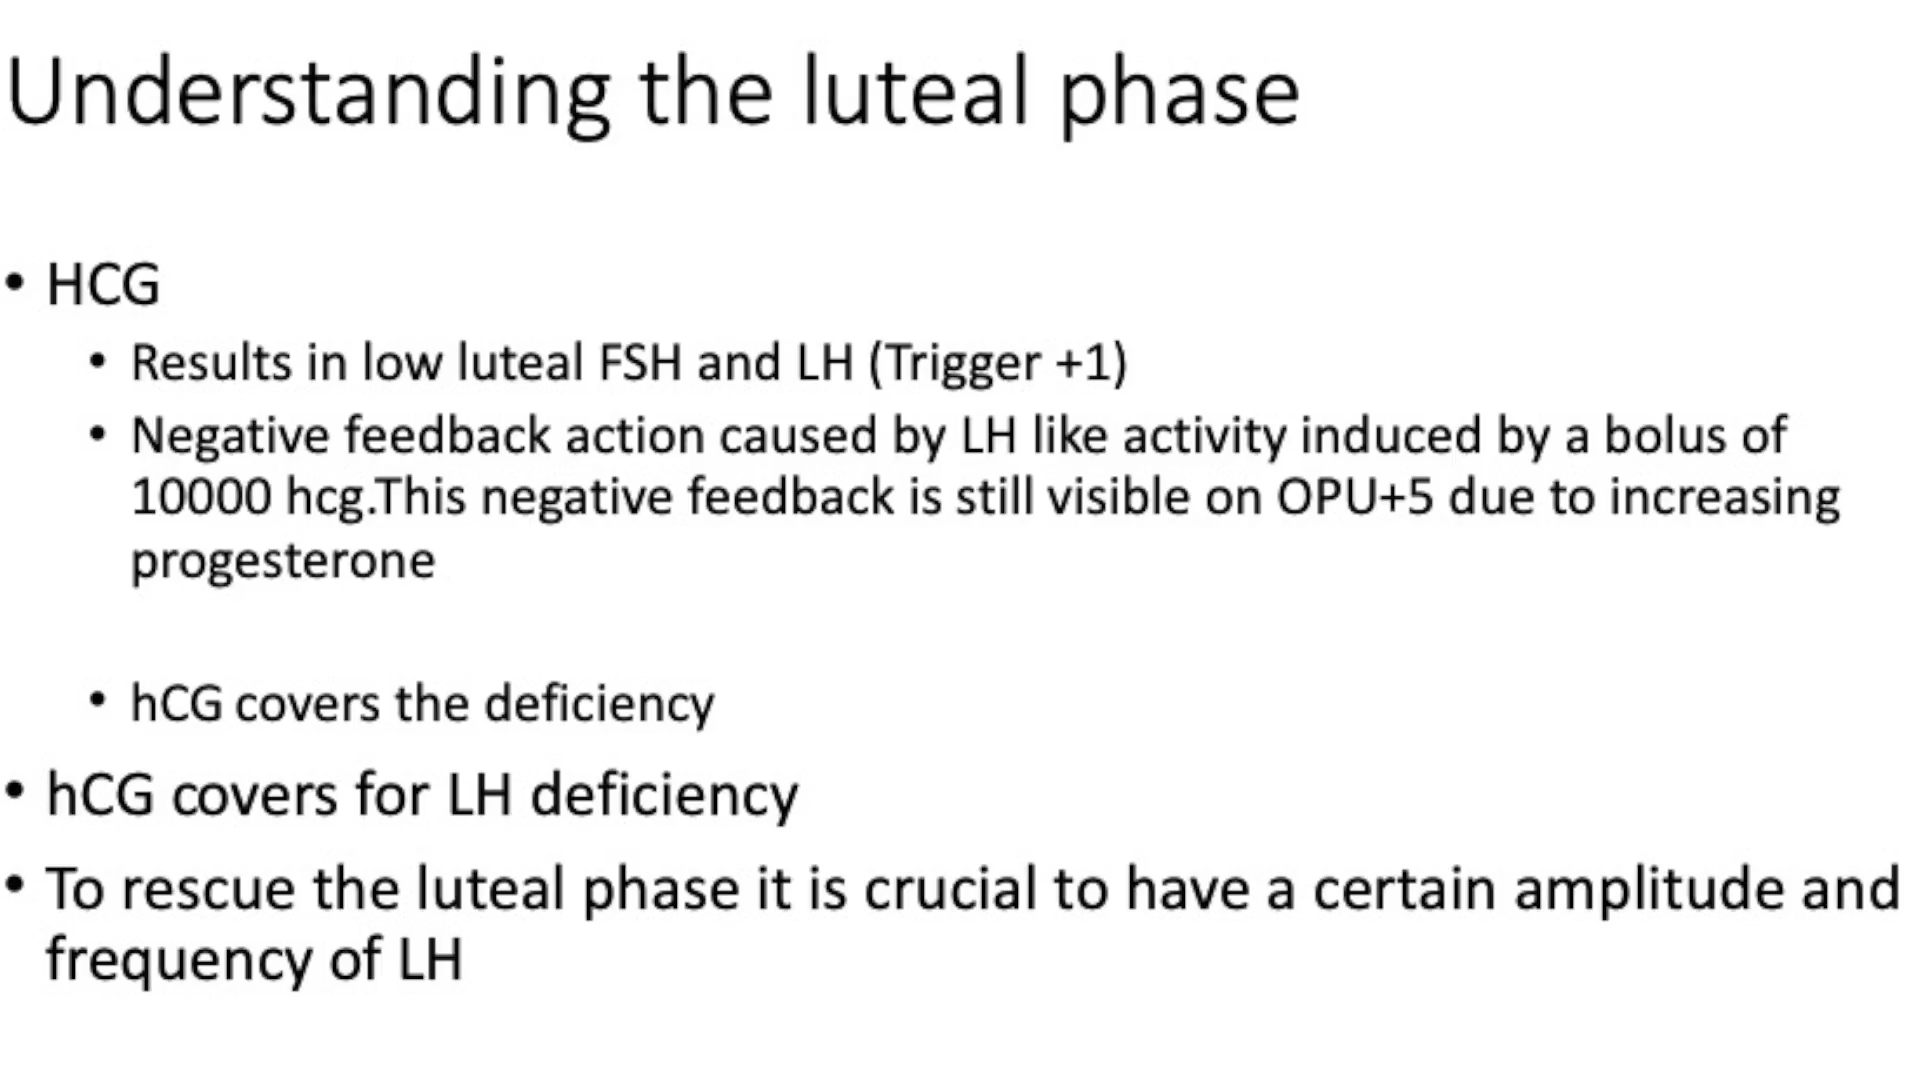 Understanding the luteal phase
• HCG
• Results in low luteal FSH and LH (Trigger +1)
• Negative feedback action caused by LH like activity induced by a bolus of
10000 hcg.This negative feedback is still visible on OPU+5 due to increasing
progesterone
• hCG covers the deficiency
• hCG covers for LH deficiency
• To rescue the luteal phase it is crucial to have a certain amplitude and
frequency of LH